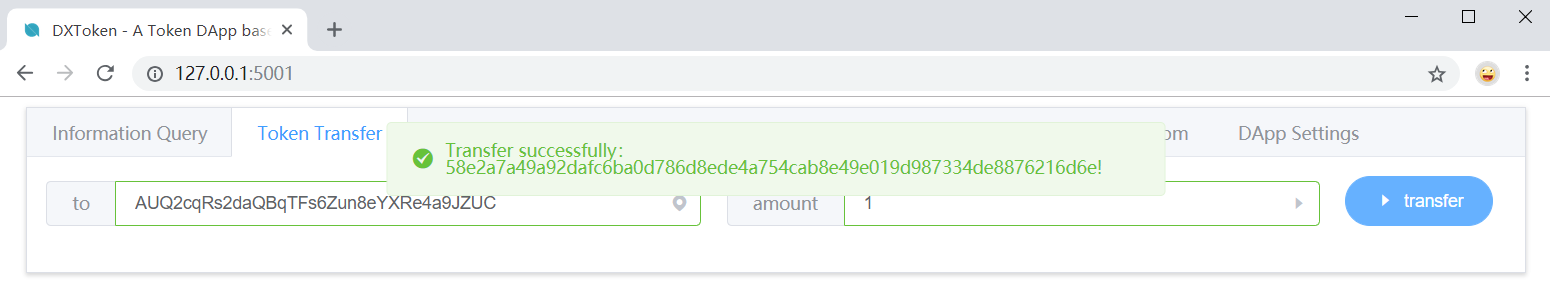 DXToken - A Token DApp base
127.0.0.1:5001
Information Query
Token Transfer
om
DApp Settings
Transfer successfully:
58e2a7a49a92dafc6ba0d786d8ede4a754cab8e49e019d987334de8876216d6e!
to
AUQ2cqRs2daQBqTFs6Zun8eYXRe4a9JZUC
amount
1
transfer